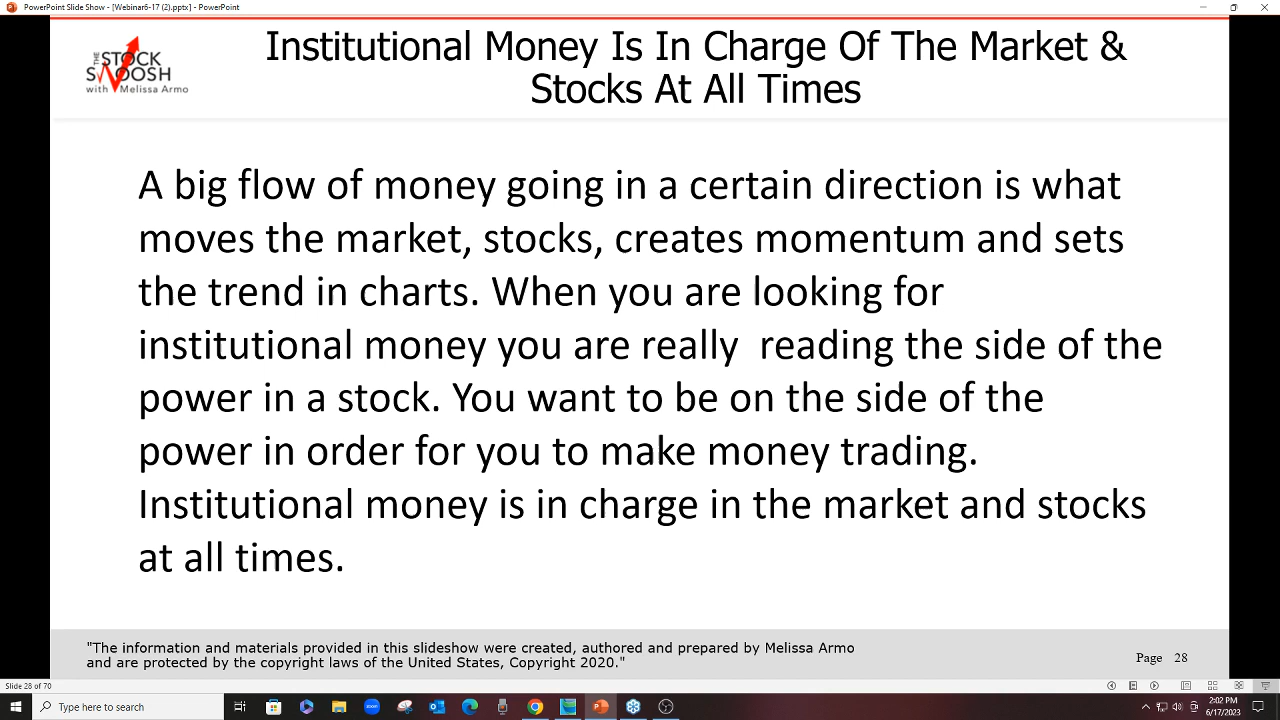 PowerPoint Slide Show - [Webinar6-17 (2).pptx] - PowerPoint
THE
STOCK
SWOOSH
with Melissa Armo
Institutional Money Is In Charge Of The Market &
Stocks At All Times
A big flow of money going in a certain direction is what
moves the market, stocks, creates momentum and sets
the trend in charts. When you are looking for
institutional money you are really  reading the side of the
power in a stock. You want to be on the side of the
power in order for you to make money trading.
Institutional money is in charge in the market and stocks
at all times.
"The information and materials provided in this slideshow were created, authored and prepared by Melissa Armo
and are protected by the copyright laws of the United States, Copyright 2020."
Page 28
Slide 28 of 70
Type here to search
zoom
2:02 PM
6/17/2023